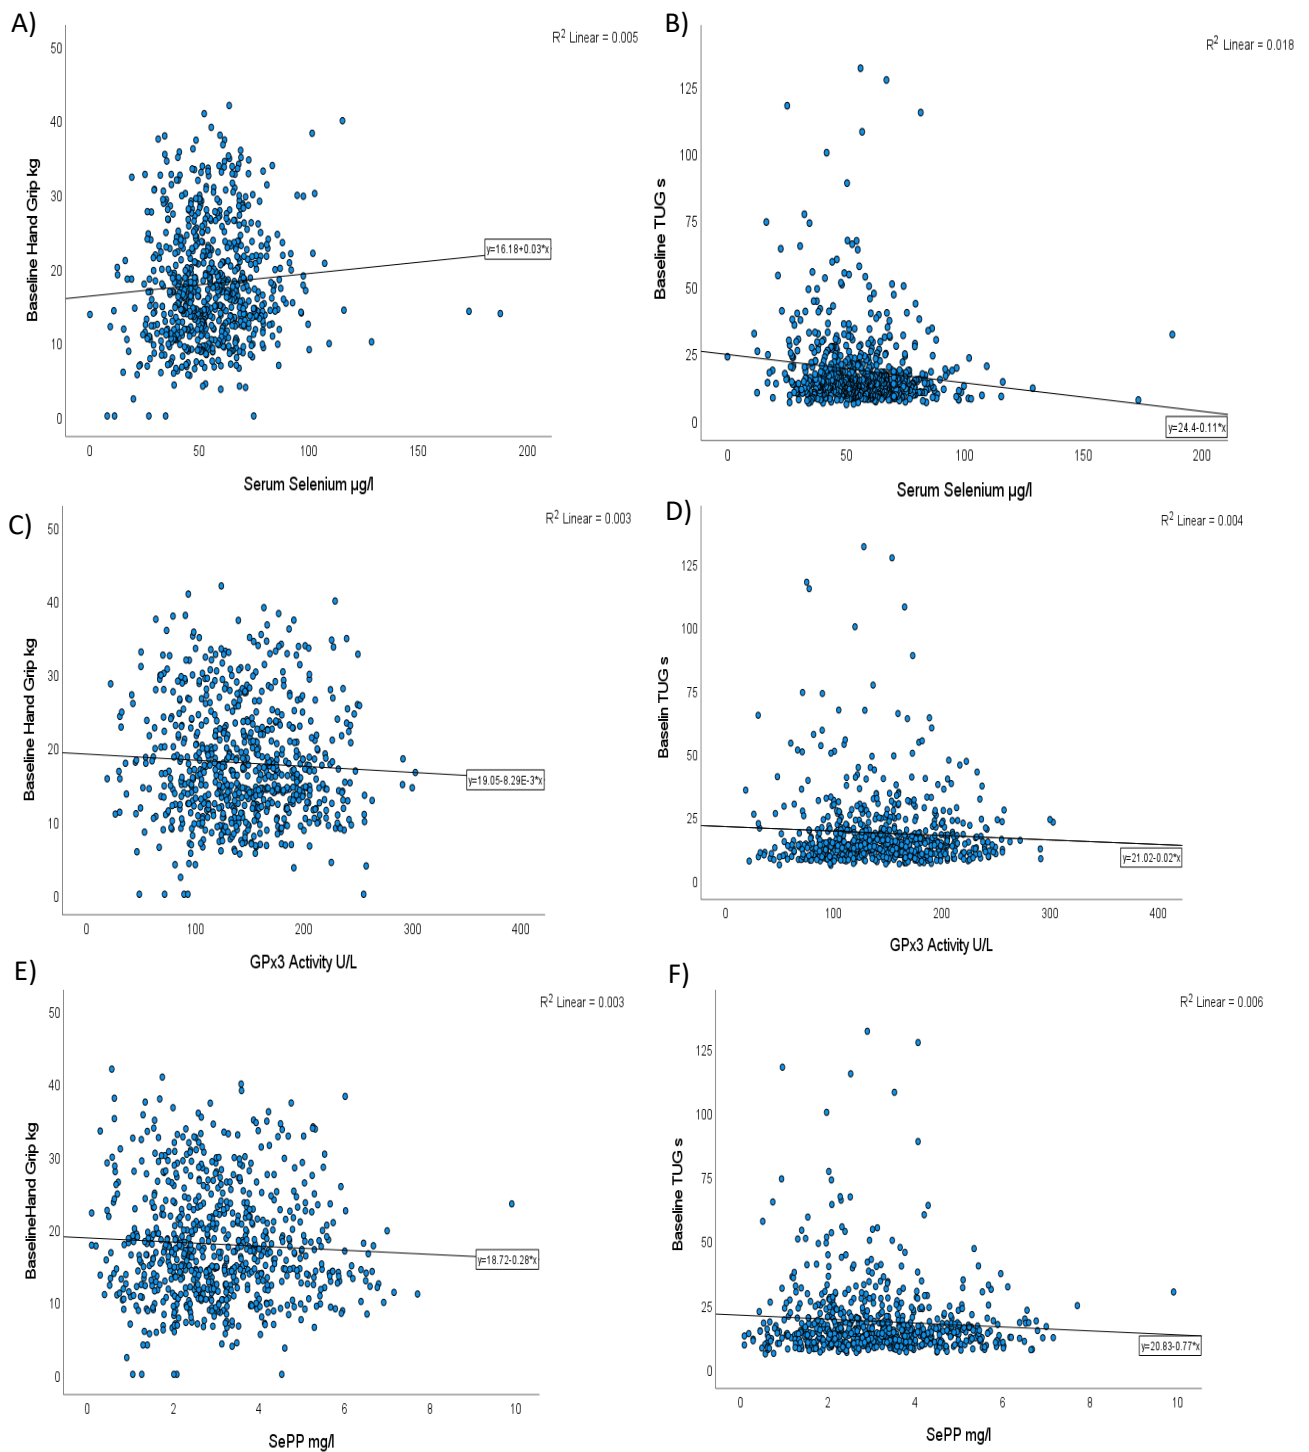 A)
R² Linear = 0.005
50
40
30
20
10
0
Baseline Hand Grip kg
y=16.18+0.03*x
0 50 100 150 200
Serum Selenium µg/l
B)
R² Linear = 0.018
125
100
75
50
25
0
Baseline TUG s
y=24.4-0.11*x
0 50 100 150 200
Serum Selenium µg/l
C)
R² Linear = 0.003
50
40
30
20
10
0
Baseline Hand Grip kg
y=19.05-8.29E-3*x
0 100 200 300 400
GPx3 Activity U/L
D)
R² Linear = 0.004
125
100
75
50
25
0
Baselin TUG s
y=21.02-0.02*x
0 100 200 300 400
GPx3 Activity U/L
E)
R² Linear = 0.003
50
40
30
20
10
0
BaselineHand Grip kg
y=18.72-0.28*x
0 2 4 6 8 10
SePP mg/l
F)
R² Linear = 0.006
125
100
75
50
25
0
Baseline TUG s
y=20.83-0.77*x
0 2 4 6 8 10
SePP mg/l